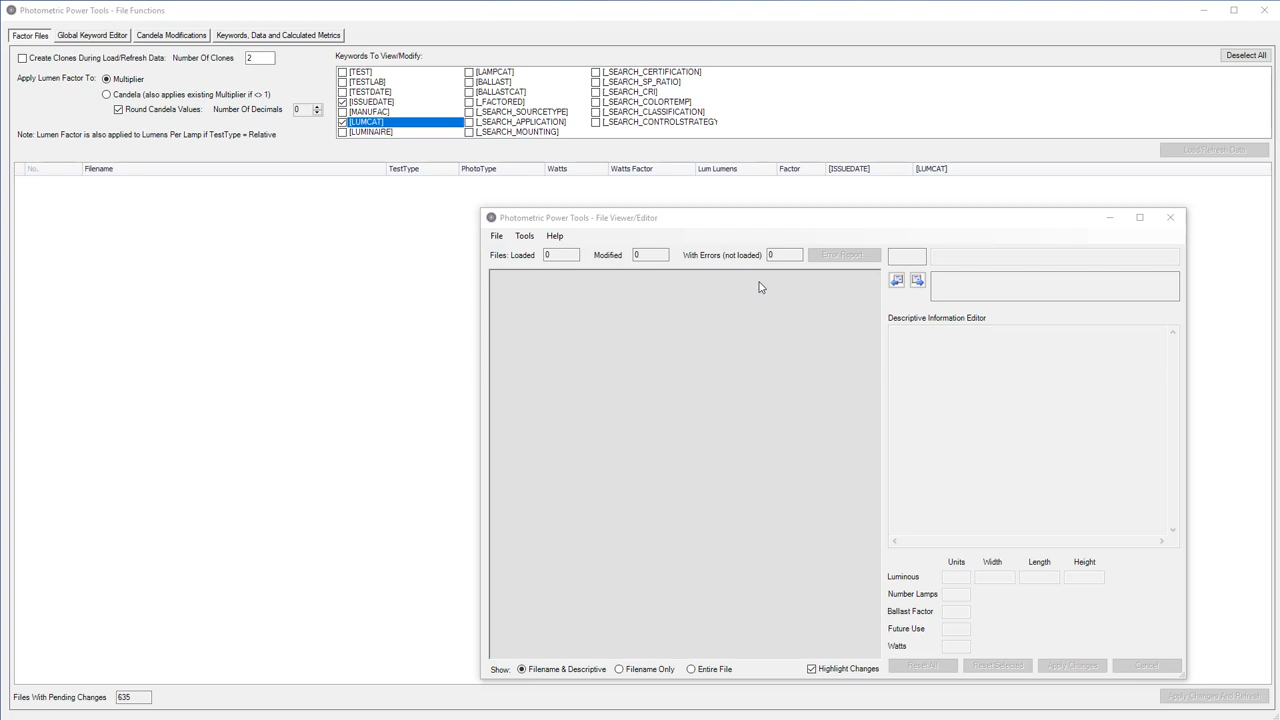 Photometric Power Tools - File Functions
Factor Files Global Keyword Editor Candela Modifications Keywords, Data and Calculated Metrics
Create Clones During Load/Refresh Data: Number Of Clones 2
Keywords To View/Modify:
Deselect All
Apply Lumen Factor To: Multiplier
Candela (also applies existing Multiplier if <> 1)
Round Candela Values: Number Of Decimals 0
Note: Lumen Factor is also applied to Lumens Per Lamp if TestType = Relative
[TEST] [LAMPCAT] [_SEARCH_CERTIFICATION]
[TESTLAB] [BALLAST] [_SEARCH_SP_RATIO]
[TESTDATE] [BALLASTCAT] [_SEARCH_CRI]
[ISSUEDATE] [_FACTORED] [_SEARCH_COLORTEMP]
[MANUFAC] [_SEARCH_SOURCETYPE] [_SEARCH_CLASSIFICATION]
[LUMCAT] [_SEARCH_APPLICATION] [_SEARCH_CONTROLSTRATEGY
[LUMINAIRE] [_SEARCH_MOUNTING]
Load/Refresh Data
No. Filename TestType PhotoType Watts Watts Factor Lum Lumens Factor [ISSUEDATE] [LUMCAT]
Photometric Power Tools - File Viewer/Editor
File Tools Help
Files: Loaded 0 Modified 0 With Errors (not loaded) 0 Error Report
Descriptive Information Editor
Units Width Length Height
Luminous
Number Lamps
Ballast Factor
Future Use
Watts
Show: Filename & Descriptive Filename Only Entire File Highlight Changes
Reset All Reset Selected Apply Changes Cancel
Files With Pending Changes 635
Apply Changes And Refresh